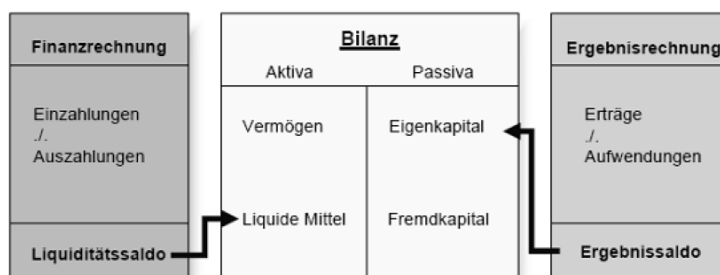 Finanzrechnung
Einzahlungen
./.
Auszahlungen
Liquiditätssaldo
Bilanz
Aktiva Passiva
Vermögen Eigenkapital
Liquide Mittel Fremdkapital
Ergebnisrechnung
Erträge
./.
Aufwendungen
Ergebnissaldo